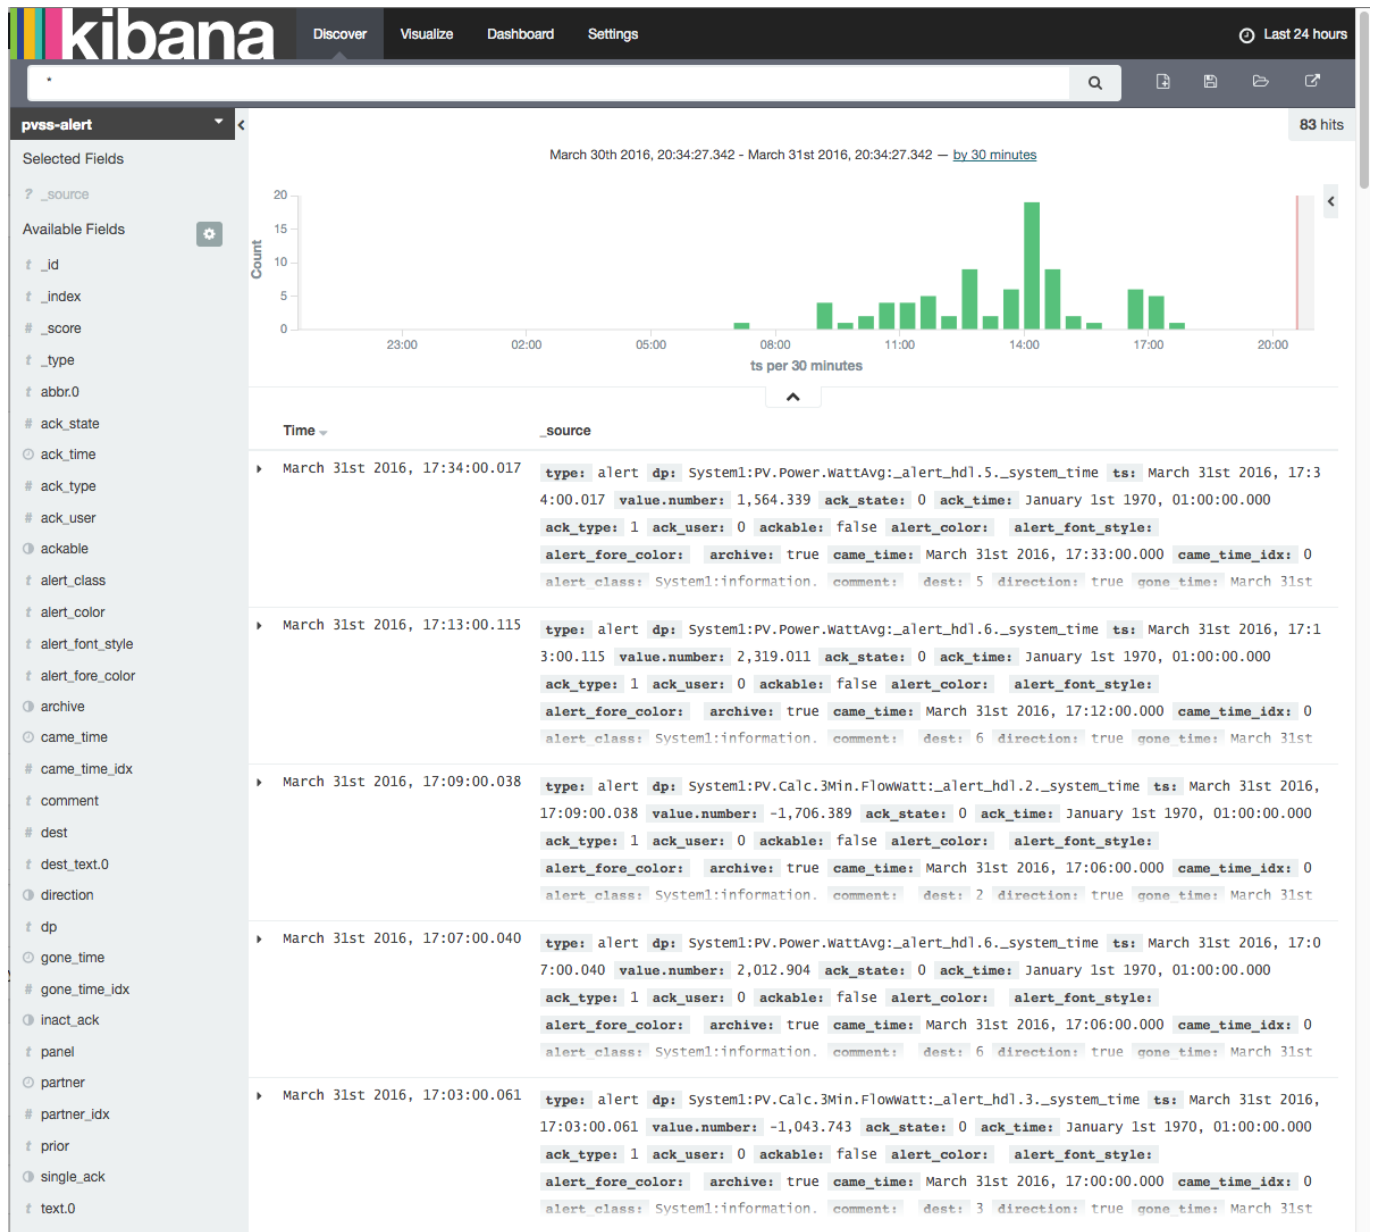 kibana Discover Visualize Dashboard Settings Last 24 hours
*
pvss-alert
83 hits
Selected Fields
? _source
Available Fields
t _id
t _index
# _score
t _type
t abbr.0
# ack_state
ack_time
# ack_type
# ack_user
ackable
t alert_class
t alert_color
t alert_font_style
t alert_fore_color
archive
came_time
# came_time_idx
t comment
# dest
t dest_text.0
direction
t dp
gone_time
# gone_time_idx
inact_ack
t panel
partner
# partner_idx
t prior
single_ack
t text.0
March 30th 2016, 20:34:27.342 - March 31st 2016, 20:34:27.342 — by 30 minutes
Count
20
15
10
5
0
23:00 02:00 05:00 08:00 11:00 14:00 17:00 20:00
ts per 30 minutes
Time _source
March 31st 2016, 17:34:00.017 type: alert dp: System1:PV.Power.WattAvg:_alert_hdl.5._system_time ts: March 31st 2016, 17:3
4:00.017 value.number: 1,564.339 ack_state: 0 ack_time: January 1st 1970, 01:00:00.000
ack_type: 1 ack_user: 0 ackable: false alert_color: alert_font_style:
alert_fore_color: archive: true came_time: March 31st 2016, 17:33:00.000 came_time_idx: 0
alert_class: System1:information. comment: dest: 5 direction: true gone_time: March 31st
March 31st 2016, 17:13:00.115 type: alert dp: System1:PV.Power.WattAvg:_alert_hdl.6._system_time ts: March 31st 2016, 17:1
3:00.115 value.number: 2,319.011 ack_state: 0 ack_time: January 1st 1970, 01:00:00.000
ack_type: 1 ack_user: 0 ackable: false alert_color: alert_font_style:
alert_fore_color: archive: true came_time: March 31st 2016, 17:12:00.000 came_time_idx: 0
alert_class: System1:information. comment: dest: 6 direction: true gone_time: March 31st
March 31st 2016, 17:09:00.038 type: alert dp: System1:PV.Calc.3Min.FlowWatt:_alert_hdl.2._system_time ts: March 31st 2016,
17:09:00.038 value.number: -1,706.389 ack_state: 0 ack_time: January 1st 1970, 01:00:00.000
ack_type: 1 ack_user: 0 ackable: false alert_color: alert_font_style:
alert_fore_color: archive: true came_time: March 31st 2016, 17:06:00.000 came_time_idx: 0
alert_class: System1:information. comment: dest: 2 direction: true gone_time: March 31st
March 31st 2016, 17:07:00.040 type: alert dp: System1:PV.Power.WattAvg:_alert_hdl.6._system_time ts: March 31st 2016, 17:0
7:00.040 value.number: 2,012.904 ack_state: 0 ack_time: January 1st 1970, 01:00:00.000
ack_type: 1 ack_user: 0 ackable: false alert_color: alert_font_style:
alert_fore_color: archive: true came_time: March 31st 2016, 17:06:00.000 came_time_idx: 0
alert_class: System1:information. comment: dest: 6 direction: true gone_time: March 31st
March 31st 2016, 17:03:00.061 type: alert dp: System1:PV.Calc.3Min.FlowWatt:_alert_hdl.3._system_time ts: March 31st 2016,
17:03:00.061 value.number: -1,043.743 ack_state: 0 ack_time: January 1st 1970, 01:00:00.000
ack_type: 1 ack_user: 0 ackable: false alert_color: alert_font_style:
alert_fore_color: archive: true came_time: March 31st 2016, 17:00:00.000 came_time_idx: 0
alert_class: System1:information. comment: dest: 3 direction: true gone_time: March 31st